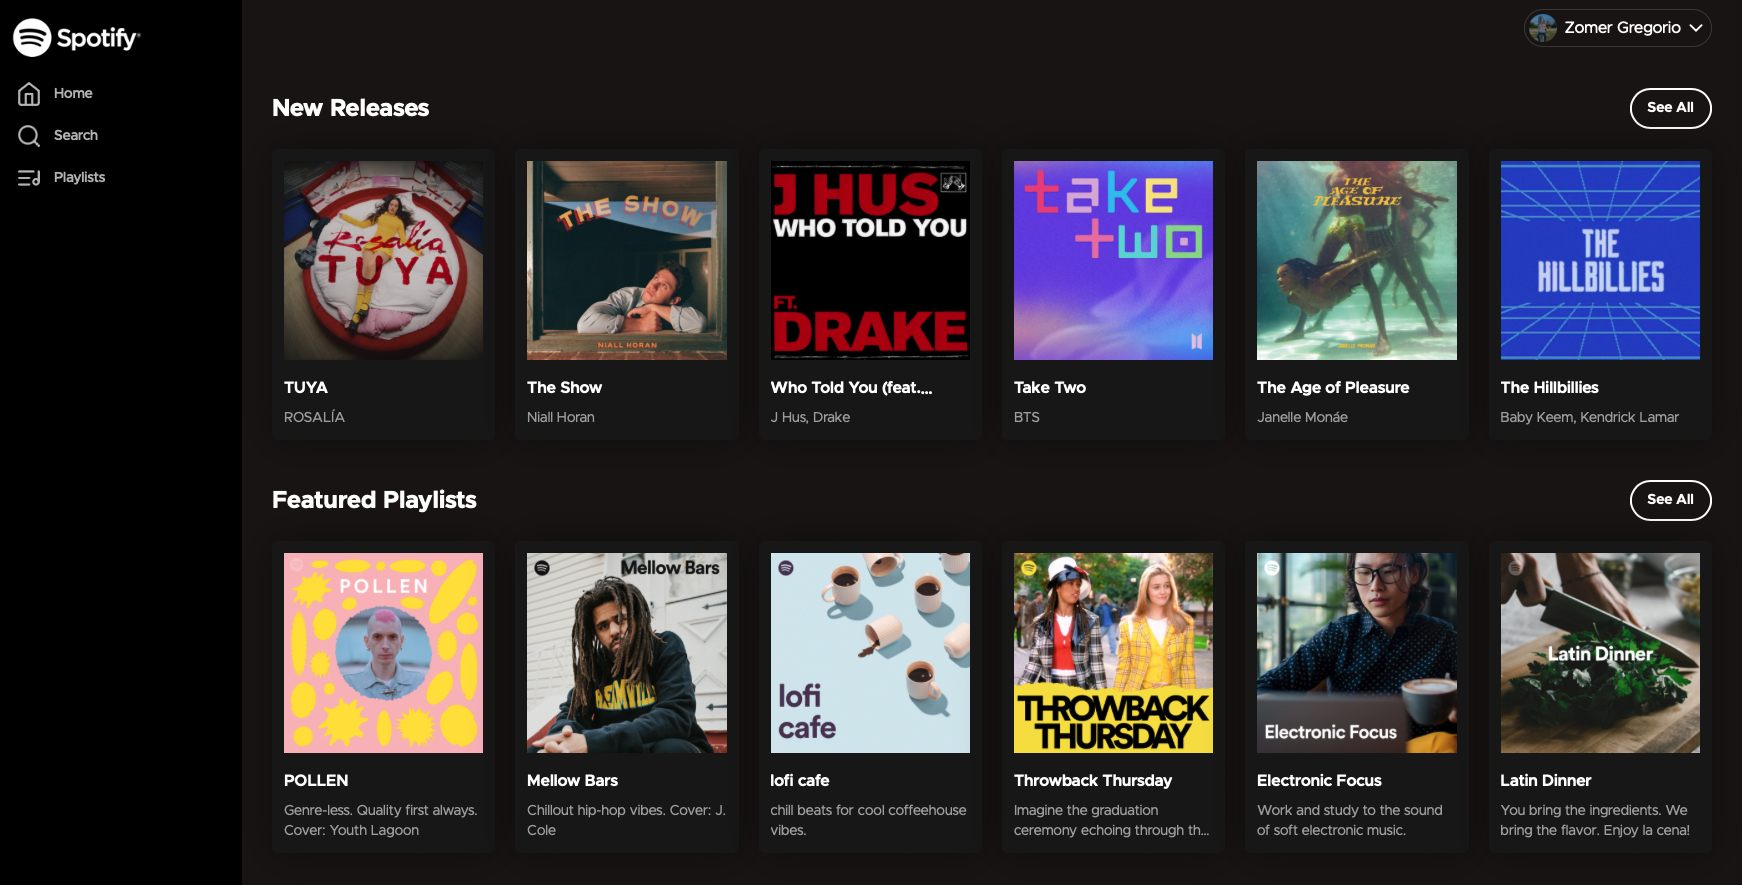 Spotify
Zomer Gregorio
Home
Search
Playlists
New Releases
See All
Rosalía
TUYA
THE SHOW
NIALL HORAN
J HUS
WHO TOLD YOU
FT.
DRAKE
take
two
THE
AGE OF
PLEASURE
THE
HILLBILLIES
TUYA
ROSALÍA
The Show
Niall Horan
Who Told You (feat....
J Hus, Drake
Take Two
BTS
The Age of Pleasure
Janelle Monáe
The Hillbillies
Baby Keem, Kendrick Lamar
Featured Playlists
See All
POLLEN
Mellow Bars
lofi
cafe
THROWBACK
THURSDAY
Electronic Focus
Latin Dinner
POLLEN
Genre-less. Quality first always.
Cover: Youth Lagoon
Mellow Bars
Chillout hip-hop vibes. Cover: J.
Cole
lofi cafe
chill beats for cool coffeehouse
vibes.
Throwback Thursday
Imagine the graduation
ceremony echoing through th...
Electronic Focus
Work and study to the sound
of soft electronic music.
Latin Dinner
You bring the ingredients. We
bring the flavor. Enjoy la cena!